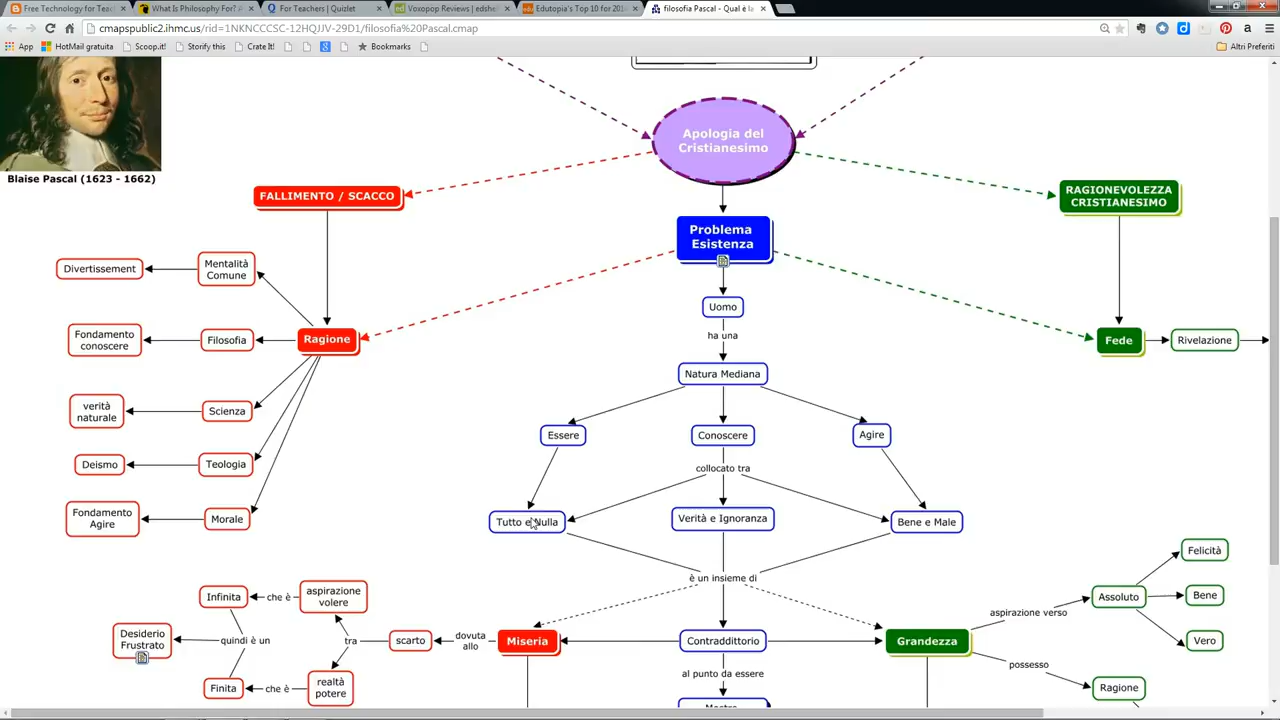 Free Technology for Teac
What Is Philosophy For?
For Teachers | Quizlet
Voxopop Reviews | edshel
Edutopia's Top 10 for 201
filosofia Pascal - Qual è la
cmapspublic2.ihmc.us/rid=1NKNCCCSC-12HQJJV-29D1/filosofia%20Pascal.cmap
App
HotMail gratuita
Scoop.it!
Storify this
Crate It!
Bookmarks
Altri Preferiti
Apologia del
Cristianesimo
Blaise Pascal (1623 - 1662)
FALLIMENTO / SCACCO
RAGIONEVOLEZZA
CRISTIANESIMO
Problema
Esistenza
Divertissement
Mentalità
Comune
Uomo
ha una
Fondamento
conoscere
Filosofia
Ragione
Fede
Rivelazione
Natura Mediana
verità
naturale
Scienza
Essere
Conoscere
Agire
Deismo
Teologia
collocato tra
Fondamento
Agire
Morale
Tutto e Nulla
Verità e Ignoranza
Bene e Male
Felicità
è un insieme di
Infinita
che è
aspirazione
volere
Assoluto
Bene
aspirazione verso
Desiderio
Frustrato
quindi è un
tra
scarto
dovuta
allo
Miseria
Contraddittorio
Grandezza
Vero
possesso
al punto da essere
Finita
che è
realtà
potere
Ragione
Mostro